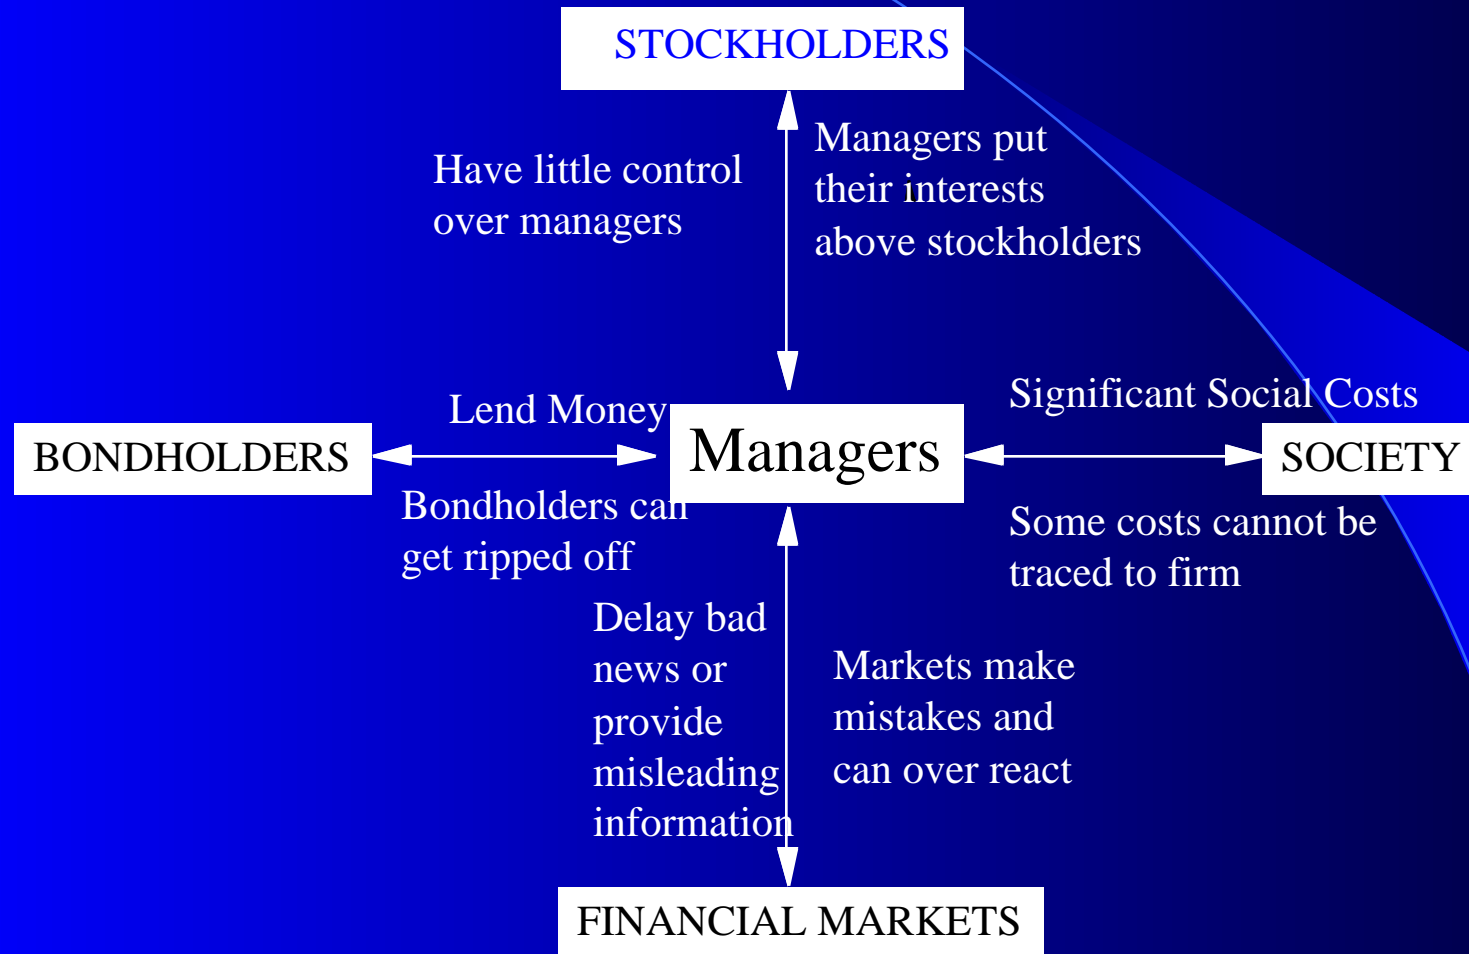 STOCKHOLDERS
Have little control
over managers
Managers put
their interests
above stockholders
Lend Money
Significant Social Costs
BONDHOLDERS
Managers
SOCIETY
Bondholders can
get ripped off
Some costs cannot be
traced to firm
Delay bad
news or
provide
misleading
information
Markets make
mistakes and
can over react
FINANCIAL MARKETS